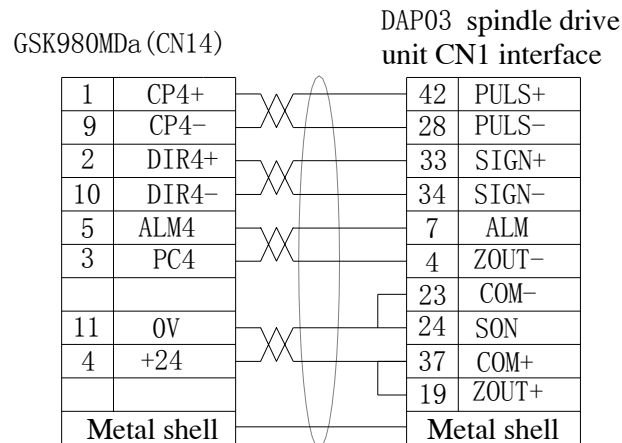 GSK980MDa(CN14)
DAP03 spindle drive
unit CN1 interface
1 CP4+ 42 PULS+
9 CP4- 28 PULS-
2 DIR4+ 33 SIGN+
10 DIR4- 34 SIGN-
5 ALM4 7 ALM
3 PC4 4 ZOUT-
23 COM-
11 0V 24 SON
4 +24 37 COM+
19 ZOUT+
Metal shell Metal shell